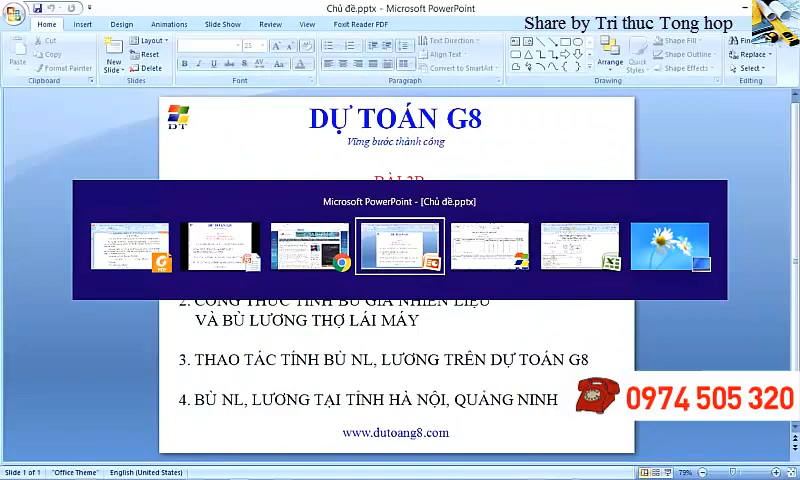 Chủ đề.pptx - Microsoft PowerPoint
Share by Tri thuc Tong hop
Home Insert Design Animations Slide Show Review View Foxit Reader PDF
Paste
Cut
Copy
Format Painter
Clipboard
New
Slide
Layout
Reset
Delete
Slides
Font
Text Direction
Align Text
Convert to SmartArt
Paragraph
Arrange
Quick
Styles
Shape Fill
Shape Effects
Drawing
Replace
Select
Editing
DT
DỰ TOÁN G8
Vững bước thành công
Microsoft PowerPoint - [Chủ đề.pptx]
2. CÔNG THỨC TÍNH BÙ GIÁ NHIÊN LIỆU
VÀ BÙ LƯƠNG THỢ LÁI MÁY
3. THAO TÁC TÍNH BÙ NL, LƯƠNG TRÊN DỰ TOÁN G8
4. BÙ NL, LƯƠNG TẠI TỈNH HÀ NỘI, QUẢNG NINH
0974 505 320
www.dutoang8.com
Slide 1 of 1 "Office Theme" English (United States) 79%